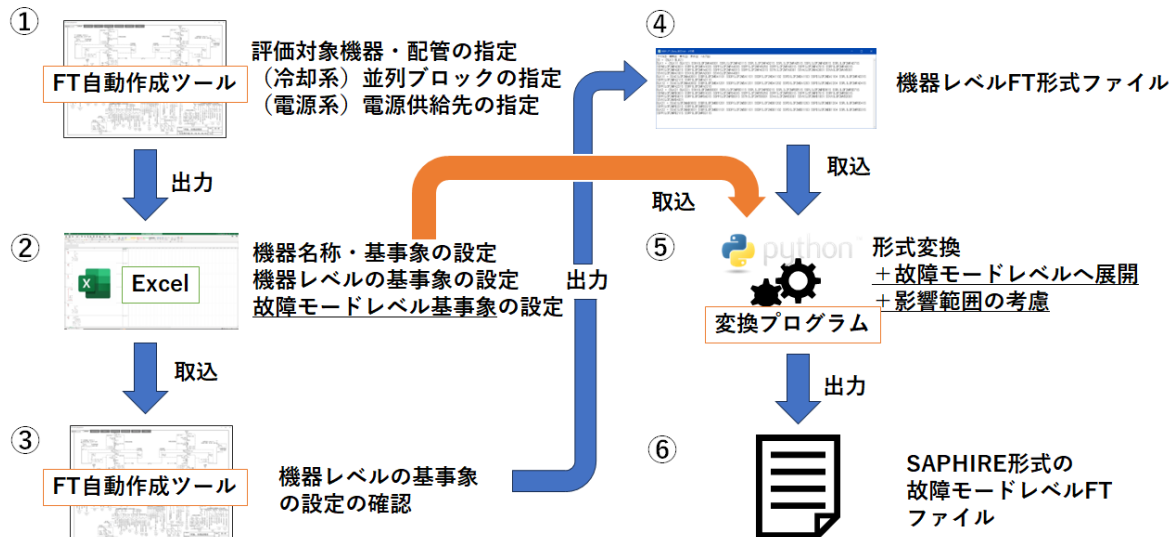 ①
FT自動作成ツール
評価対象機器・配管の指定
（冷却系）並列ブロックの指定
（電源系）電源供給先の指定
出力
②
Excel
機器名称・基事象の設定
機器レベルの基事象の設定
故障モードレベル基事象の設定
取込
③
FT自動作成ツール
機器レベルの基事象
の設定の確認
出力
④
機器レベルFT形式ファイル
取込
取込
⑤
python
変換プログラム
形式変換
＋故障モードレベルへ展開
＋影響範囲の考慮
出力
⑥
SAPHIRE形式の
故障モードレベルFT
ファイル